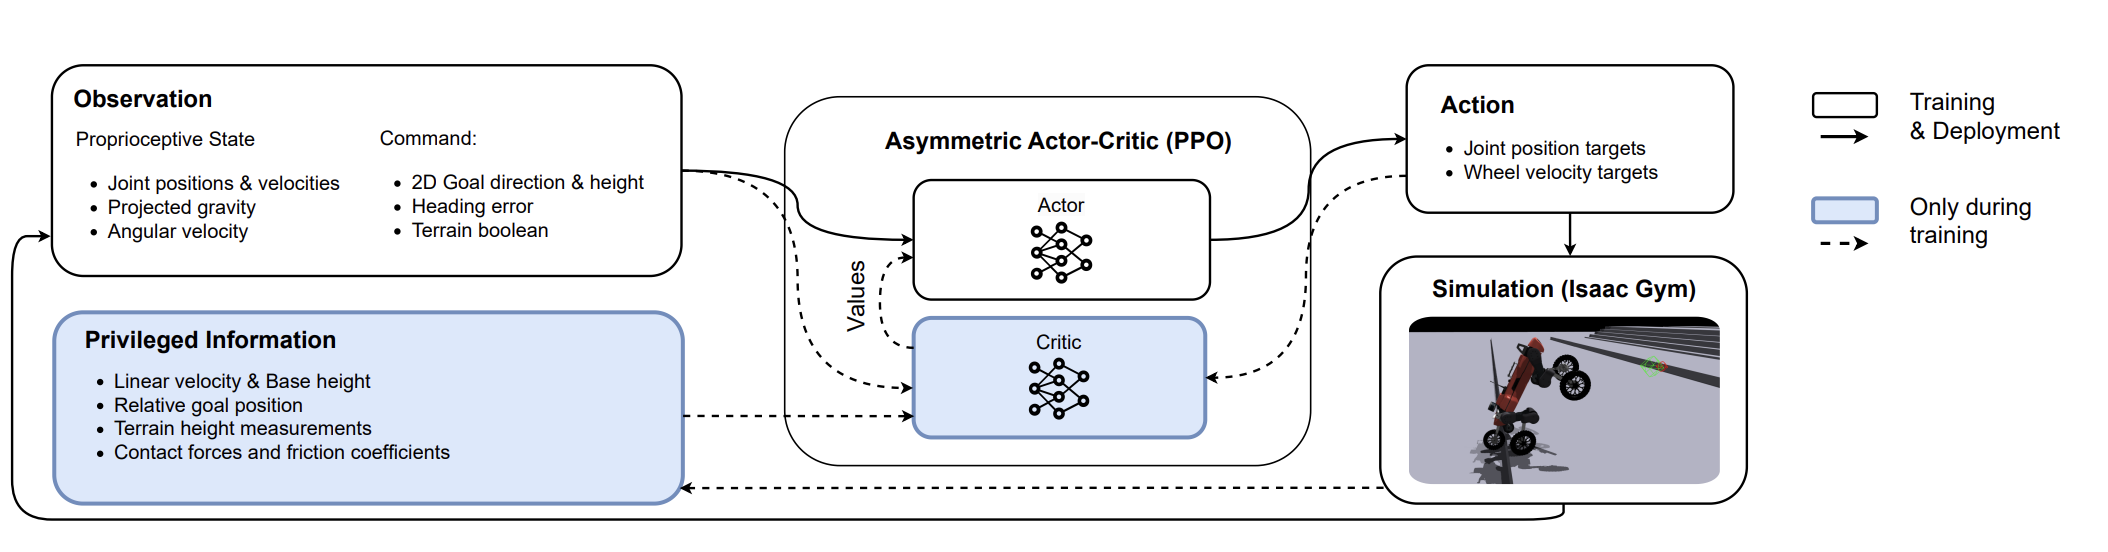 Observation
Proprioceptive State
• Joint positions & velocities
• Projected gravity
• Angular velocity
Command:
• 2D Goal direction & height
• Heading error
• Terrain boolean
Privileged Information
• Linear velocity & Base height
• Relative goal position
• Terrain height measurements
• Contact forces and friction coefficients
Asymmetric Actor-Critic (PPO)
Actor
Values
Critic
Action
• Joint position targets
• Wheel velocity targets
Simulation (Isaac Gym)
Training
& Deployment
Only during
training